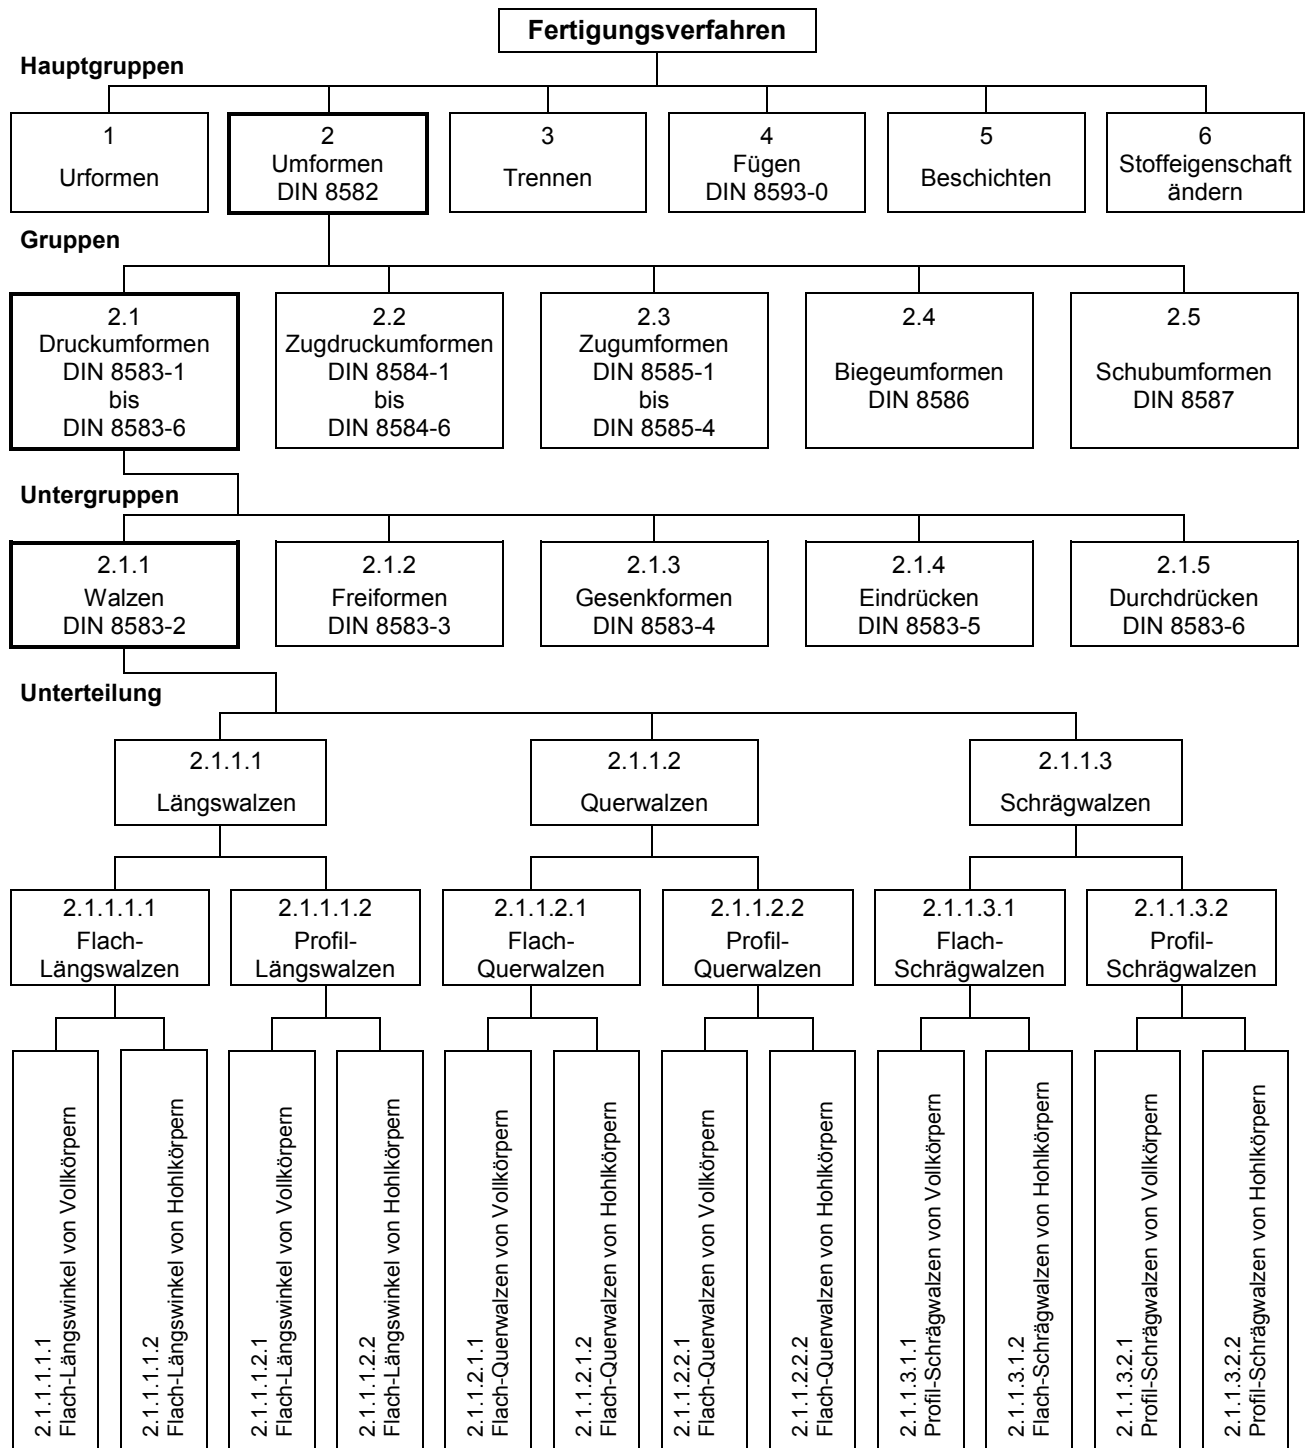 Fertigungsverfahren
Hauptgruppen
1
Urformen
2
Umformen
DIN 8582
3
Trennen
4
Fügen
DIN 8593-0
5
Beschichten
6
Stoffeigenschaft
ändern
Gruppen
2.1
Druckumformen
DIN 8583-1
bis
DIN 8583-6
2.2
Zugdruckumformen
DIN 8584-1
bis
DIN 8584-6
2.3
Zugumformen
DIN 8585-1
bis
DIN 8585-4
2.4
Biegeumformen
DIN 8586
2.5
Schubumformen
DIN 8587
Untergruppen
2.1.1
Walzen
DIN 8583-2
2.1.2
Freiformen
DIN 8583-3
2.1.3
Gesenkformen
DIN 8583-4
2.1.4
Eindrücken
DIN 8583-5
2.1.5
Durchdrücken
DIN 8583-6
Unterteilung
2.1.1.1
Längswalzen
2.1.1.2
Querwalzen
2.1.1.3
Schrägwalzen
2.1.1.1.1
Flach-
Längswalzen
2.1.1.1.2
Profil-
Längswalzen
2.1.1.2.1
Flach-
Querwalzen
2.1.1.2.2
Profil-
Querwalzen
2.1.1.3.1
Flach-
Schrägwalzen
2.1.1.3.2
Profil-
Schrägwalzen
2.1.1.1.1.1
Flach-Längswinkel von Vollkörpern
2.1.1.1.1.2
Flach-Längswinkel von Hohlkörpern
2.1.1.1.2.1
Flach-Längswinkel von Vollkörpern
2.1.1.1.2.2
Flach-Längswinkel von Hohlkörpern
2.1.1.2.1.1
Flach-Querwalzen von Vollkörpern
2.1.1.2.1.2
Flach-Querwalzen von Hohlkörpern
2.1.1.2.2.1
Flach-Querwalzen von Vollkörpern
2.1.1.2.2.2
Flach-Querwalzen von Hohlkörpern
2.1.1.3.1.1
Profil-Schrägwalzen von Vollkörpern
2.1.1.3.1.2
Flach-Schrägwalzen von Hohlkörpern
2.1.1.3.2.1
Profil-Schrägwalzen von Vollkörpern
2.1.1.3.2.2
Profil-Schrägwalzen von Hohlkörpern